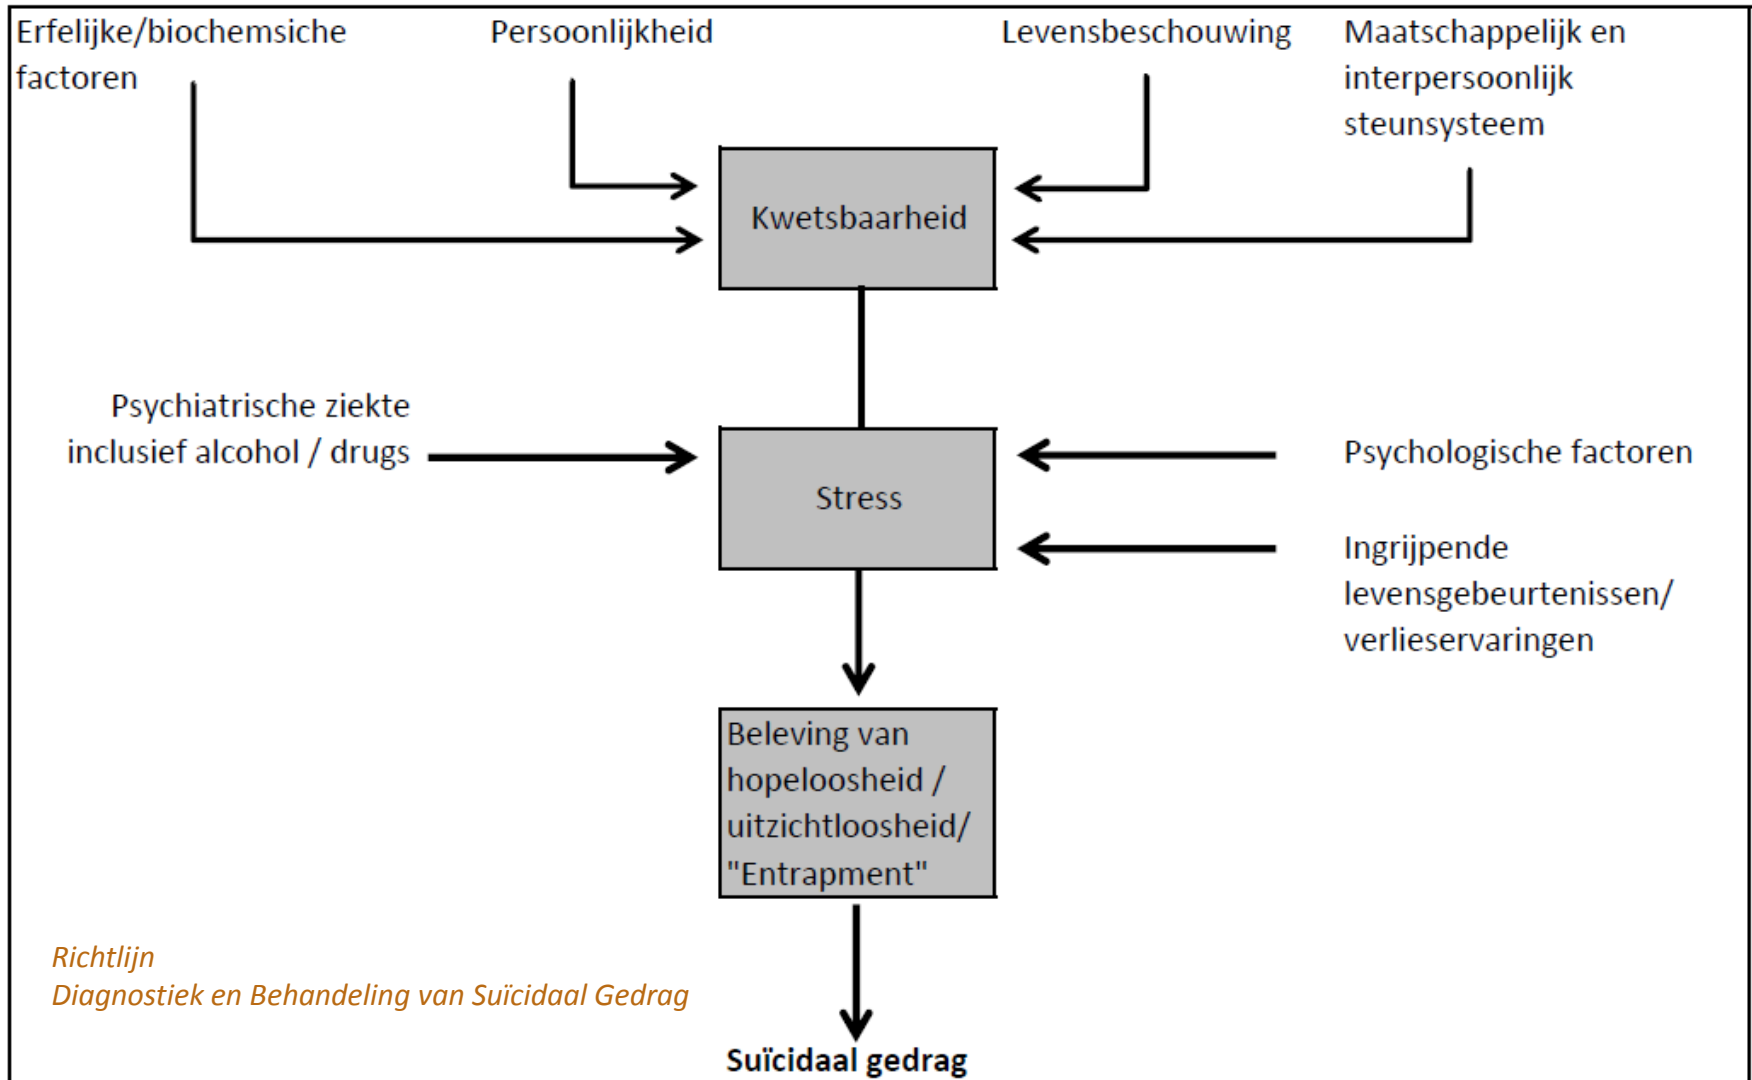 Erfelijke/biochemsiche
factoren
Persoonlijkheid
Levensbeschouwing
Maatschappelijk en
interpersoonlijk
steunsysteem
Kwetsbaarheid
Psychiatrische ziekte
inclusief alcohol / drugs
Stress
Psychologische factoren
Ingrijpende
levensgebeurtenissen/
verlieservaringen
Beleving van
hopeloosheid /
uitzichtloosheid/
"Entrapment"
Richtlijn
Diagnostiek en Behandeling van Suïcidaal Gedrag
Suïcidaal gedrag